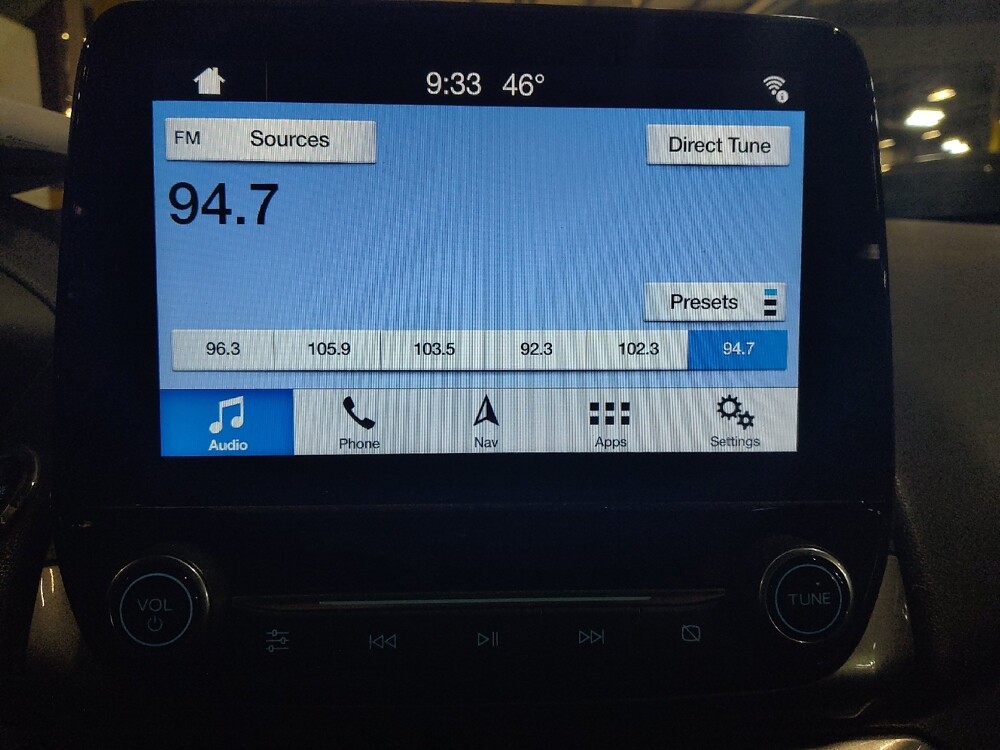 9:33 46°
FM Sources
Direct Tune
94.7
Presets
96.3 105.9 103.5 92.3 102.3 94.7
Audio Phone Nav Apps Settings
VOL
TUNE